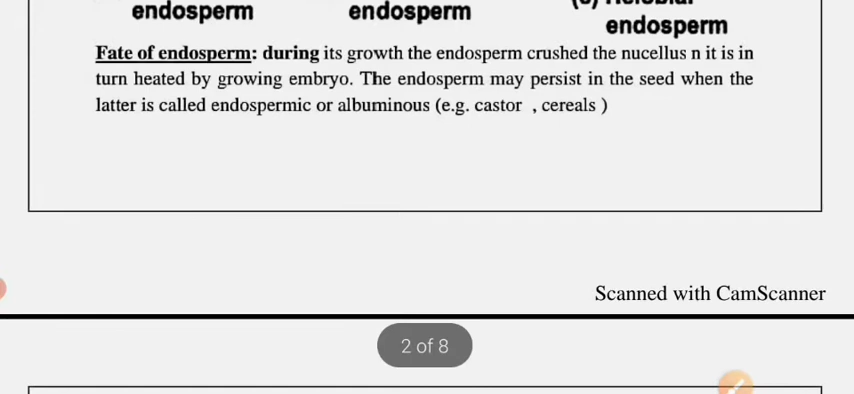 endosperm endosperm (c) Helobial
endosperm
Fate of endosperm: during its growth the endosperm crushed the nucellus n it is in
turn heated by growing embryo. The endosperm may persist in the seed when the
latter is called endospermic or albuminous (e.g. castor , cereals )
Scanned with CamScanner
2 of 8